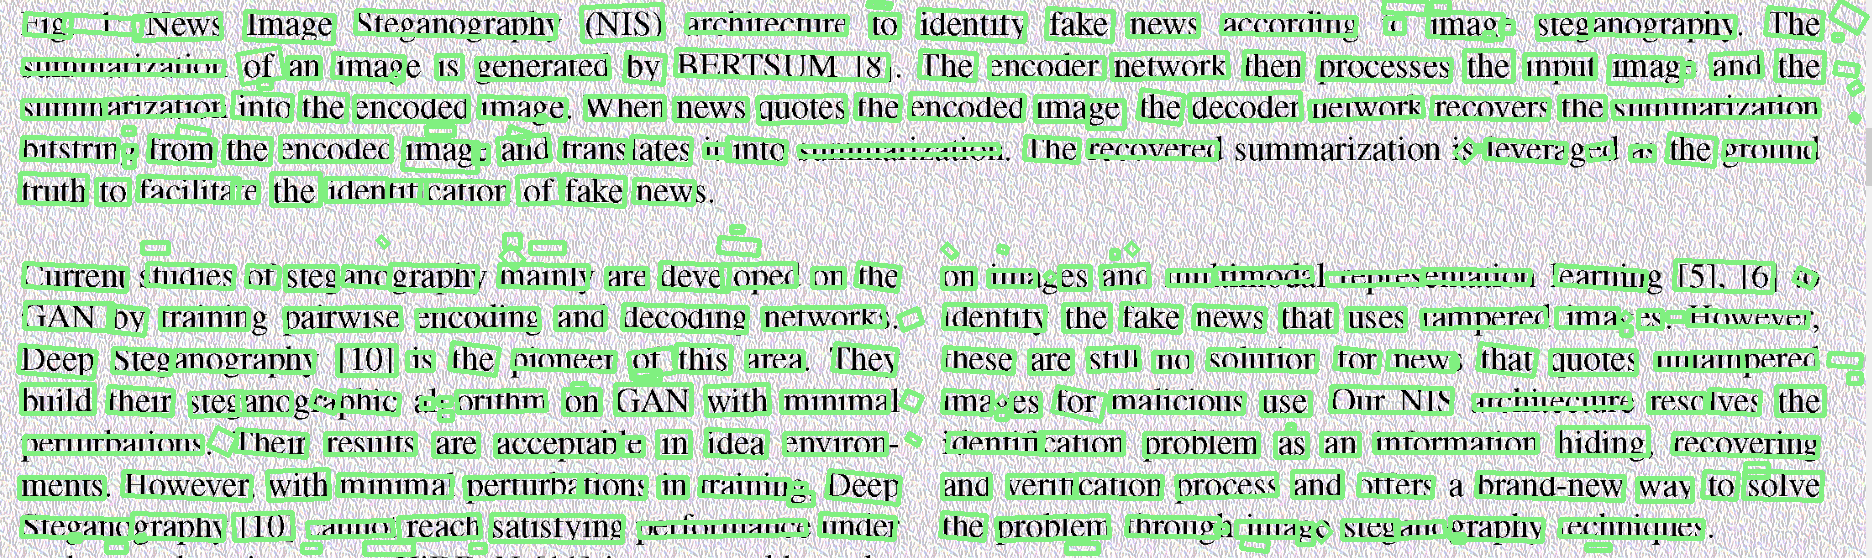 Fig. 1. News Image Steganography (NIS) architecture to identify fake news according to image steganography. The
summarization of an image is generated by BERTSUM [8]. The encoder network then processes the input image and the
summarization into the encoded image. When news quotes the encoded image the decoder network recovers the summarization
bitstring from the encoded image and translates it into summarization. The recovered summarization is leveraged as the ground
truth to facilitate the identification of fake news.
Current studies of steganography mainly are developed on the
GAN by training pairwise encoding and decoding networks.
Deep Steganography [10] is the pioneer of this area. They
build their steganographic algorithm on GAN with minimal
perturbations. Their results are acceptable in idea environ-
ments. However, with minimal perturbations in training, Deep
Steganography [10] cannot reach satisfying performance under
on images and multimodal representation learning [5], [6] to
identify the fake news that uses tampered images. However,
these are still no solution for news that quotes untampered
images for malicious use. Our NIS architecture resolves the
identification problem as an information hiding, recovering
and verification process and offers a brand-new way to solve
the problem through image steganography techniques.